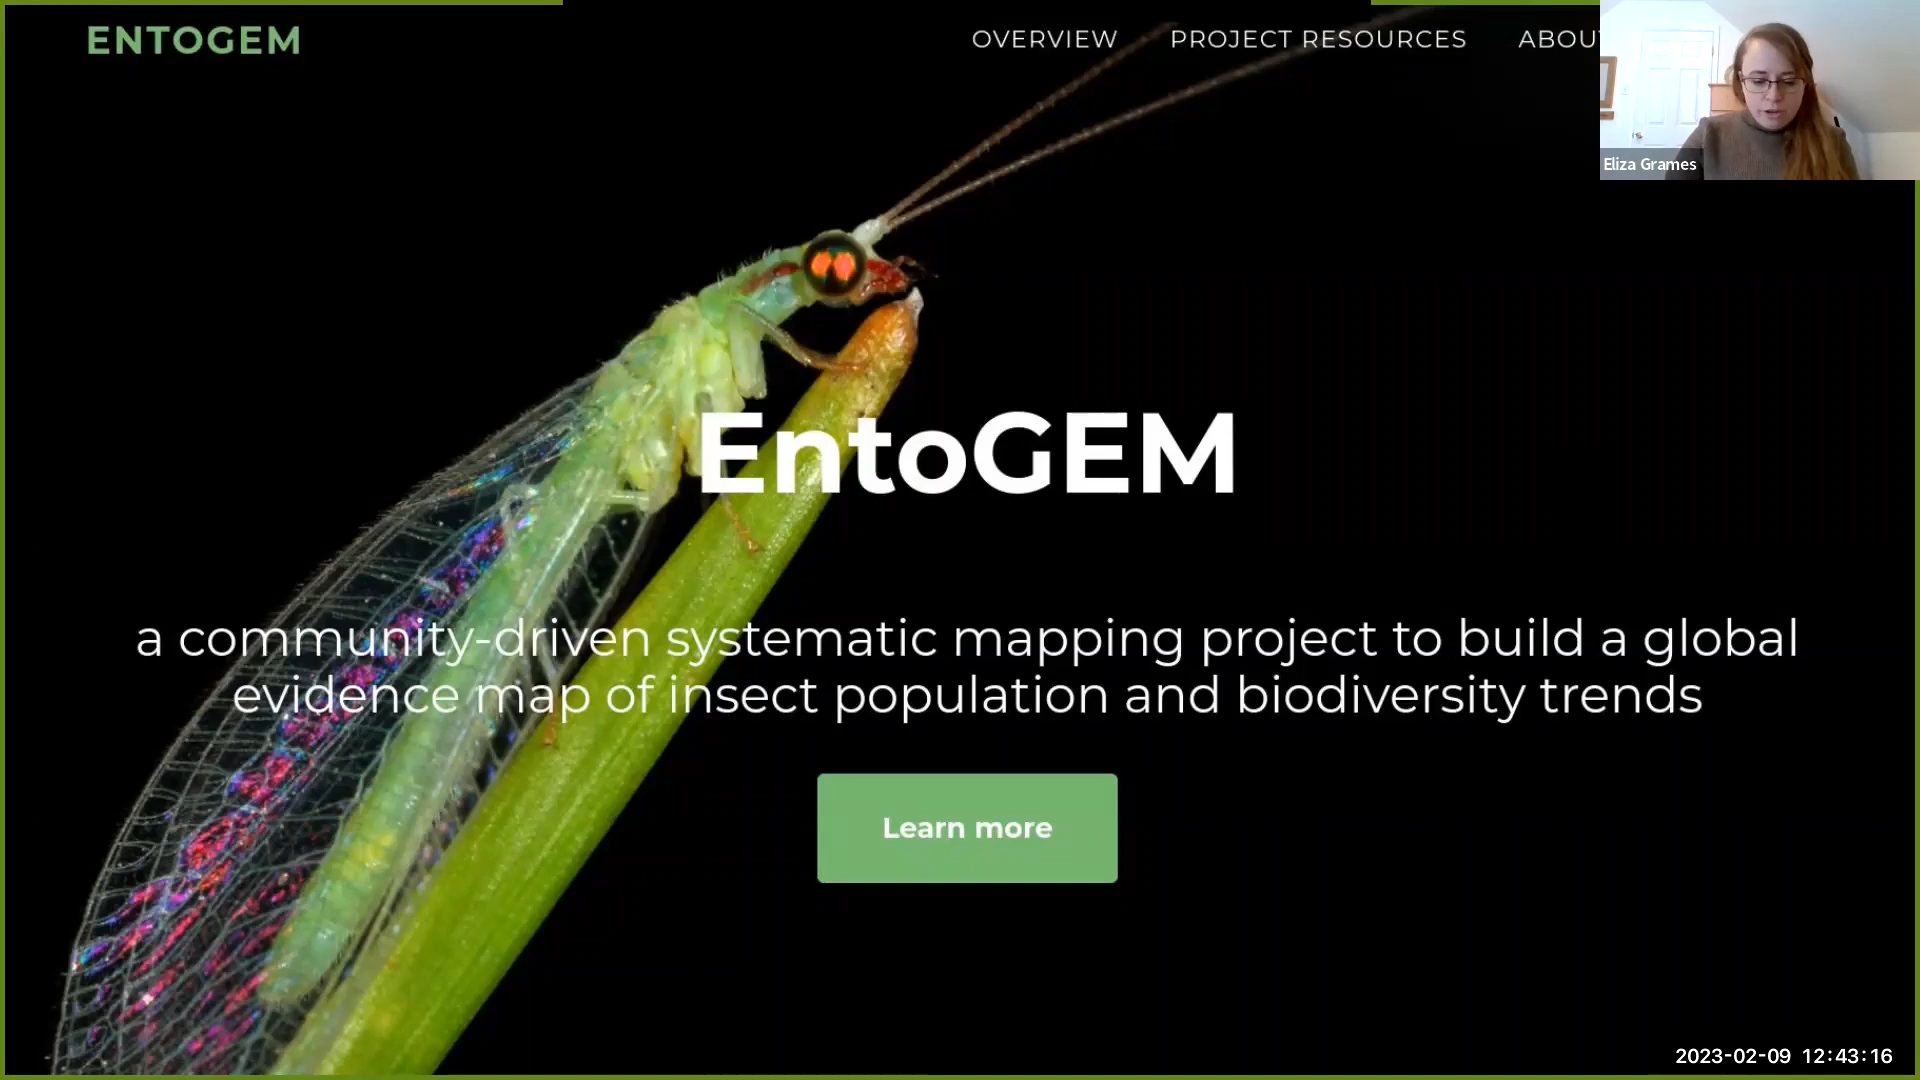 ENTOGEM
OVERVIEW PROJECT RESOURCES ABOU
Eliza Grames
EntoGEM
a community-driven systematic mapping project to build a global
evidence map of insect population and biodiversity trends
Learn more
2023-02-09 12:43:16